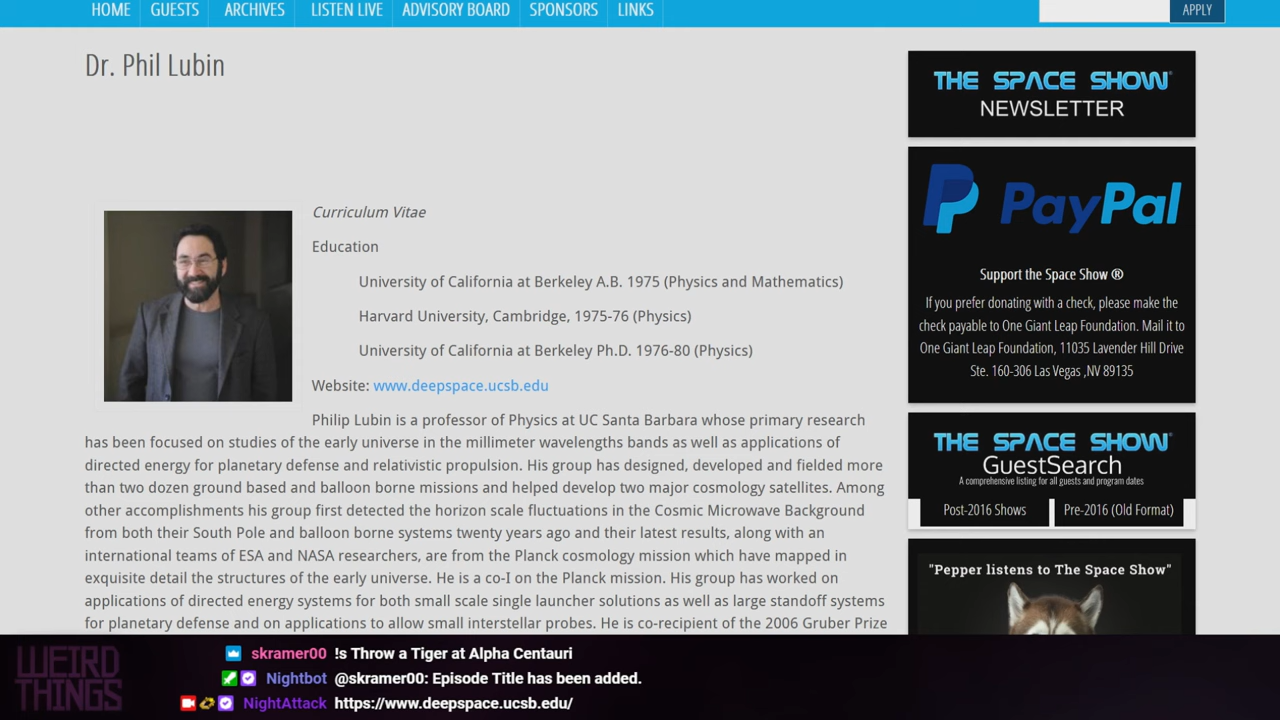 HOME GUESTS ARCHIVES LISTEN LIVE ADVISORY BOARD SPONSORS LINKS APPLY
Dr. Phil Lubin
Curriculum Vitae
Education
University of California at Berkeley A.B. 1975 (Physics and Mathematics)
Harvard University, Cambridge, 1975-76 (Physics)
University of California at Berkeley Ph.D. 1976-80 (Physics)
Website: www.deepspace.ucsb.edu
Philip Lubin is a professor of Physics at UC Santa Barbara whose primary research
has been focused on studies of the early universe in the millimeter wavelengths bands as well as applications of
directed energy for planetary defense and relativistic propulsion. His group has designed, developed and fielded more
than two dozen ground based and balloon borne missions and helped develop two major cosmology satellites. Among
other accomplishments his group first detected the horizon scale fluctuations in the Cosmic Microwave Background
from both their South Pole and balloon borne systems twenty years ago and their latest results, along with an
international teams of ESA and NASA researchers, are from the Planck cosmology mission which have mapped in
exquisite detail the structures of the early universe. He is a co-I on the Planck mission. His group has worked on
applications of directed energy systems for both small scale single launcher solutions as well as large standoff systems
for planetary defense and on applications to allow small interstellar probes. He is co-recipient of the 2006 Gruber Prize
THE SPACE SHOW®
NEWSLETTER
PayPal
Support the Space Show ®
If you prefer donating with a check, please make the
check payable to One Giant Leap Foundation. Mail it to
One Giant Leap Foundation, 11035 Lavender Hill Drive
Ste. 160-306 Las Vegas ,NV 89135
THE SPACE SHOW®
GuestSearch
A comprehensive listing for all guests and program dates
Post-2016 Shows Pre-2016 (Old Format)
"Pepper listens to The Space Show"
WEIRD
THINGS
skramer00 !s Throw a Tiger at Alpha Centauri
Nightbot @skramer00: Episode Title has been added.
NightAttack https://www.deepspace.ucsb.edu/